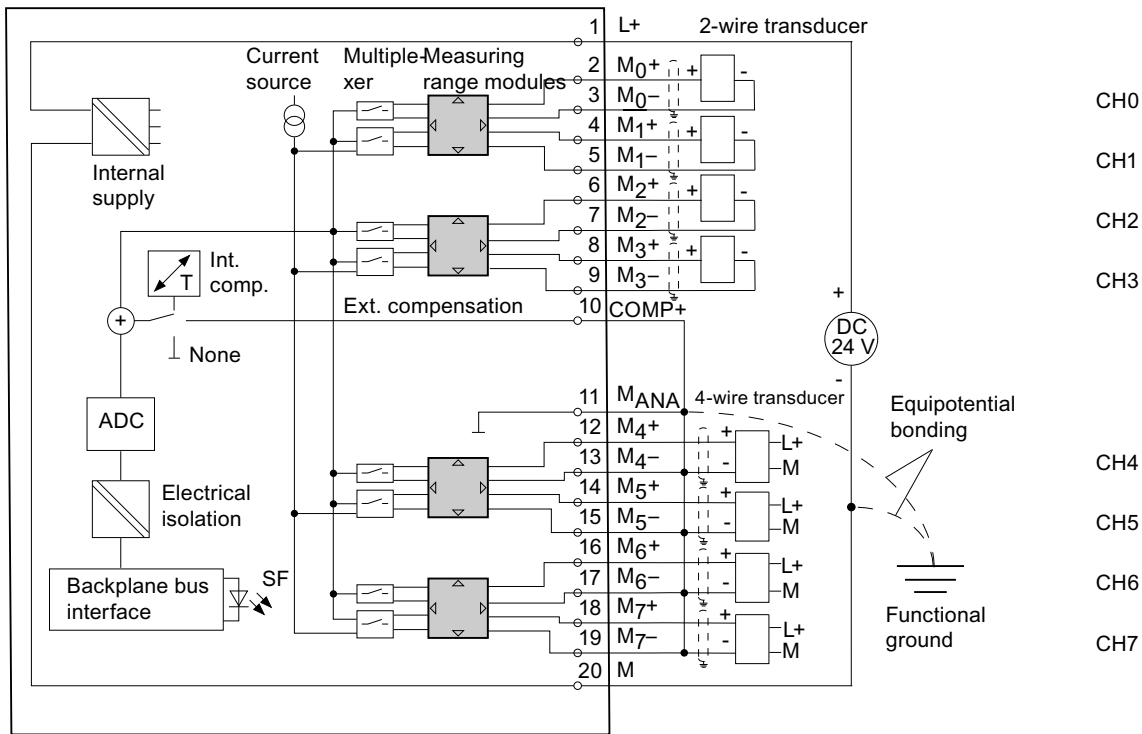 1 L+ 2-wire transducer
Current source
Multiple-xer
Measuring range modules
2 M0+ + -
3 M0- CH0
4 M1+ + -
5 M1- CH1
Internal supply
6 M2+ + -
7 M2- CH2
8 M3+ + -
9 M3- CH3
T Int. comp.
10 COMP+
Ext. compensation
+
None
+
DC 24 V
-
11 MANA 4-wire transducer
Equipotential bonding
ADC
12 M4+ + L+
13 M4- - M CH4
14 M5+ + L+
15 M5- - M CH5
Electrical isolation
16 M6+ + L+
17 M6- - M CH6
Backplane bus interface
SF
18 M7+ + L+
19 M7- - M CH7
Functional ground
20 M